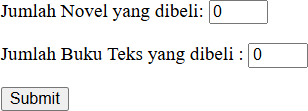 Jumlah Novel yang dibeli: 0
Jumlah Buku Teks yang dibeli : 0
Submit